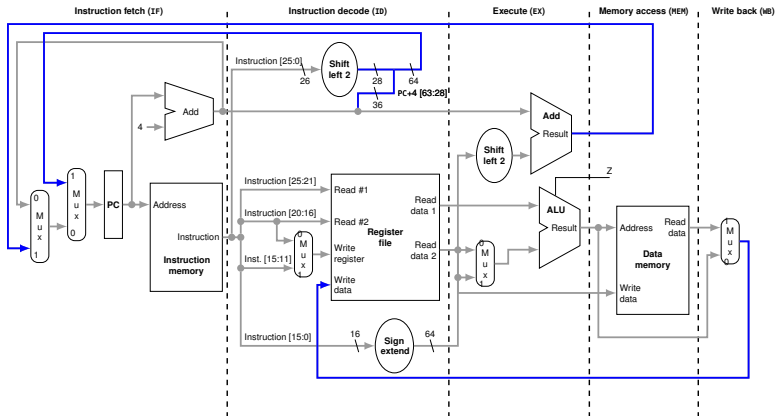 Instruction fetch (IF)
Instruction decode (ID)
Execute (EX)
Memory access (MEM)
Write back (WB)
Instruction [25:0]
26
Shift
left 2
28
64
PC+4 [63:28]
36
Add
4
Add
Result
Shift
left 2
Z
0
M
u
x
1
1
M
u
x
0
PC
Address
Instruction
Instruction
memory
Instruction [25:21]
Instruction [20:16]
Inst. [15:11]
0
M
u
x
1
Read #1
Read #2
Write
register
Write
data
Register
file
Read
data 1
Read
data 2
0
M
u
x
1
ALU
Result
Address
Read
data
Data
memory
Write
data
1
M
u
x
0
Instruction [15:0]
16
Sign
extend
64